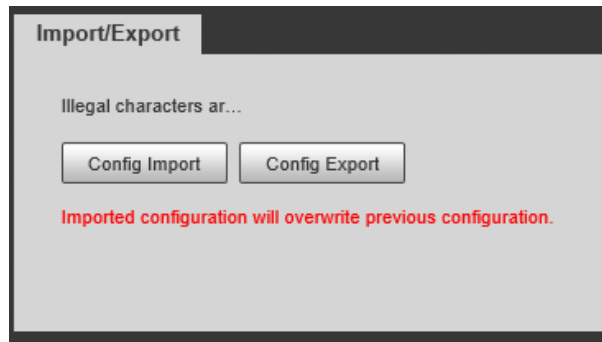 Import/Export
Illegal characters ar...
Config Import
Config Export
Imported configuration will overwrite previous configuration.